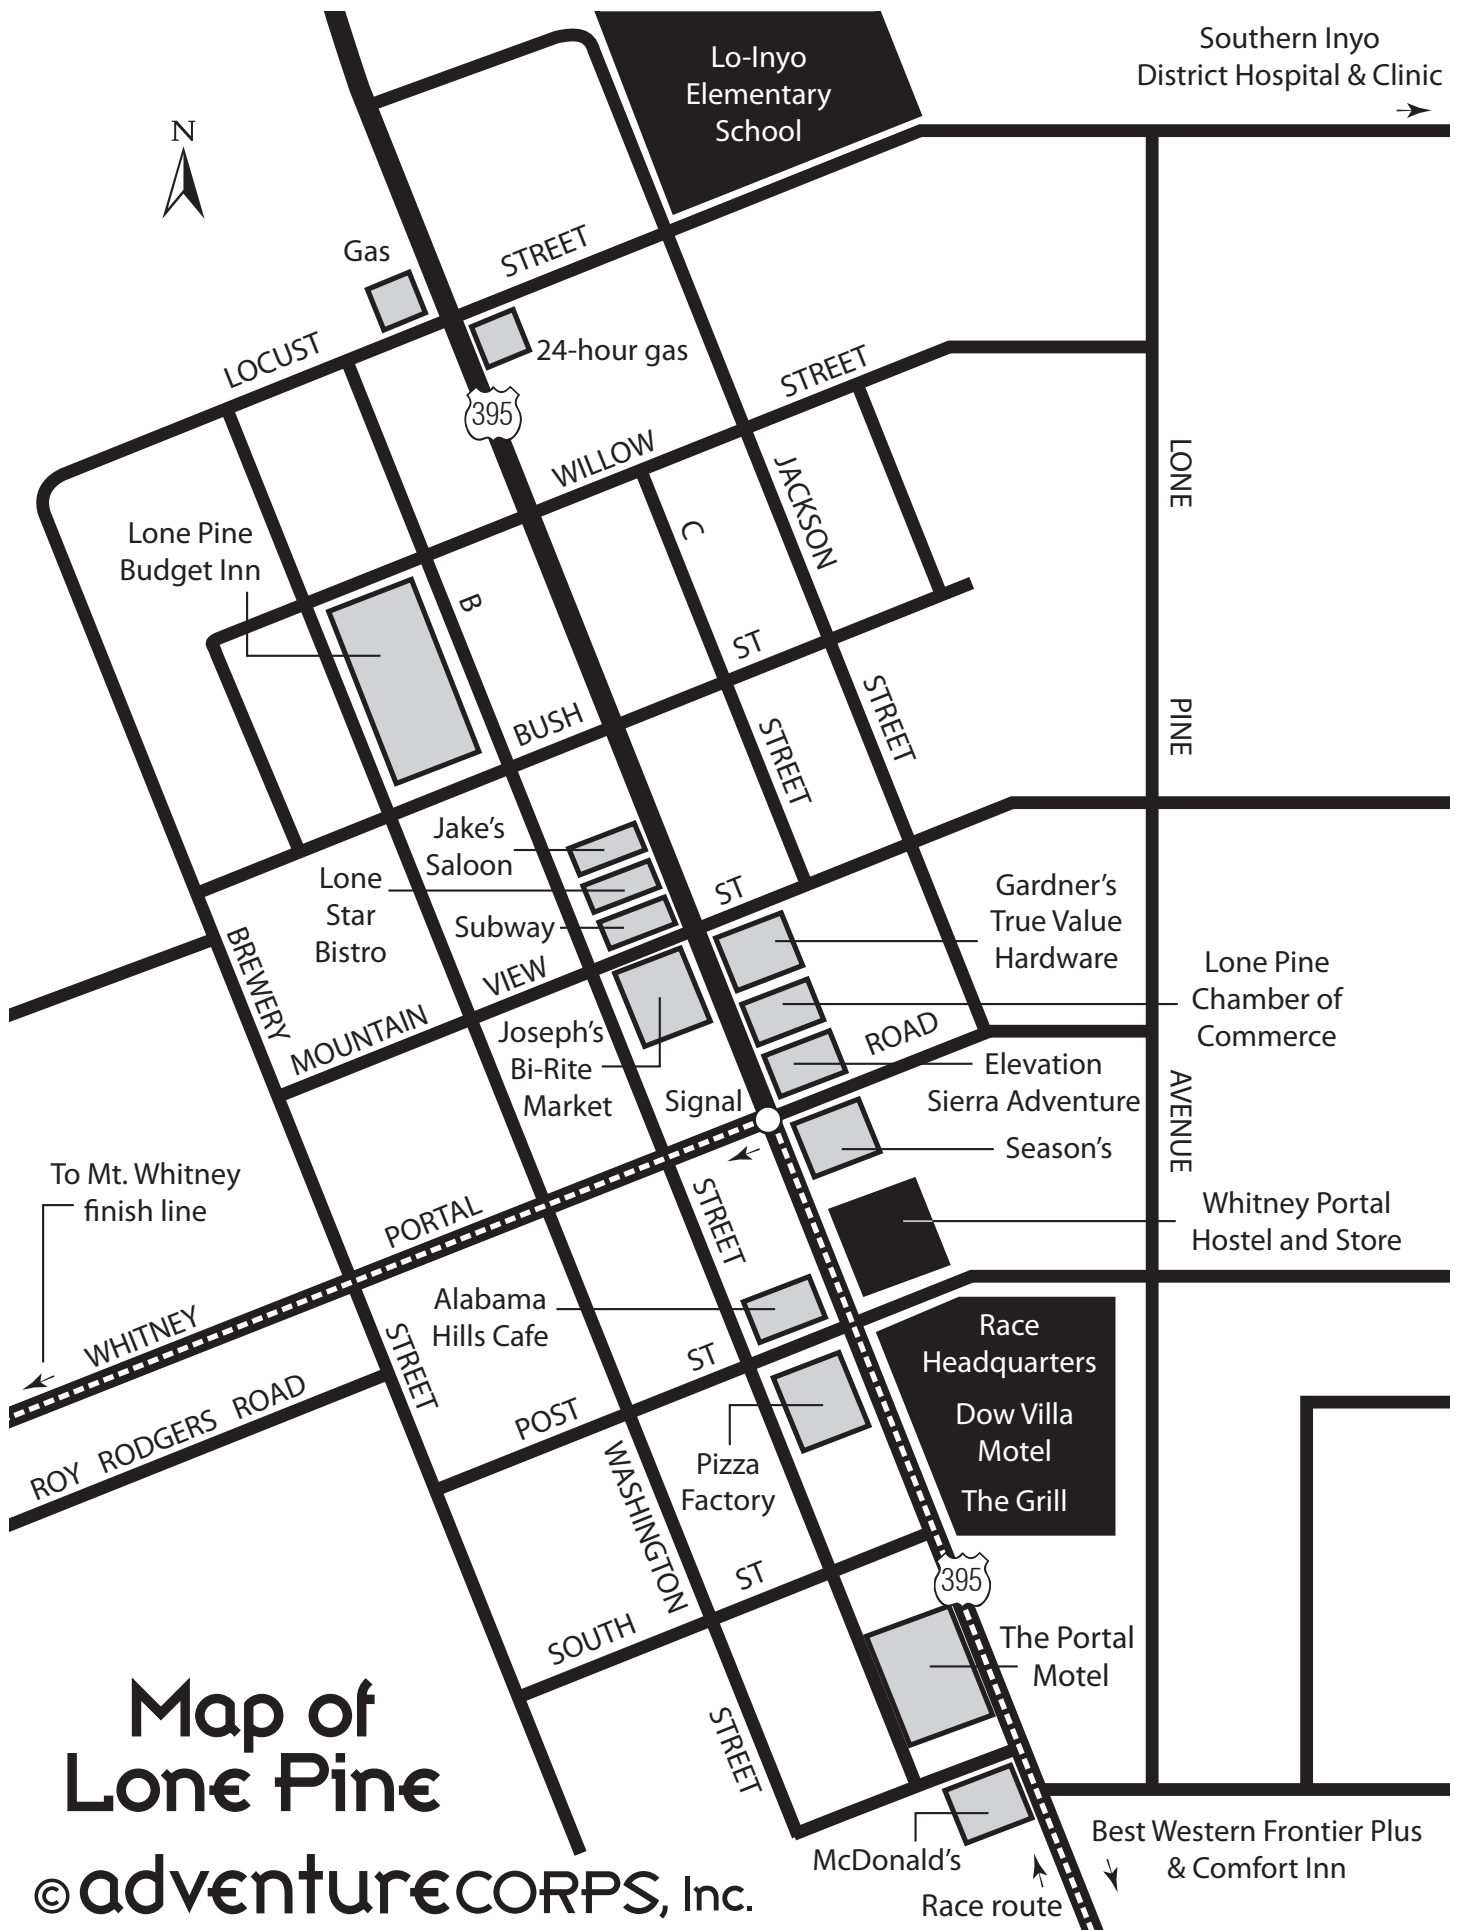 Lo-Inyo
Elementary
School
Southern Inyo
District Hospital & Clinic
N
Gas
STREET
LOCUST
24-hour gas
395
STREET
WILLOW
LONE
JACKSON
C
Lone Pine
Budget Inn
B
ST
BUSH
STREET
STREET
PINE
Jake's
Saloon
Lone
Star
Bistro
Subway
ST
Gardner's
True Value
Hardware
BREWERY
VIEW
MOUNTAIN
Lone Pine
Chamber of
Commerce
Joseph's
Bi-Rite
Market
ROAD
Elevation
Sierra Adventure
Signal
AVENUE
Season's
To Mt. Whitney
finish line
PORTAL
STREET
Whitney Portal
Hostel and Store
WHITNEY
Alabama
Hills Cafe
STREET
ST
Race
Headquarters
Dow Villa
Motel
The Grill
ROY RODGERS ROAD
POST
Pizza
Factory
WASHINGTON
ST
395
SOUTH
The Portal
Motel
STREET
Map of
Lone Pine
McDonald's
Best Western Frontier Plus
& Comfort Inn
Race route
© adventureCORPS, Inc.